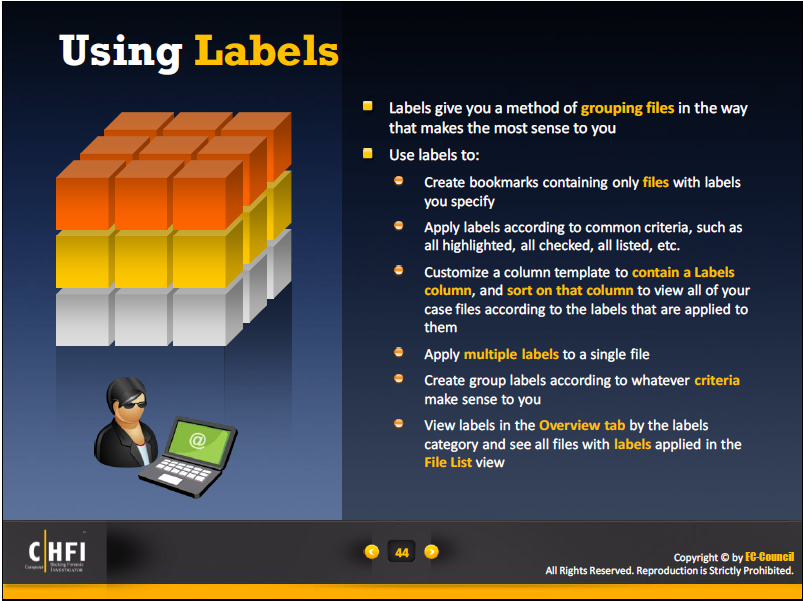 Using Labels
Labels give you a method of grouping files in the way
that makes the most sense to you
Use labels to:
Create bookmarks containing only files with labels
you specify
Apply labels according to common criteria, such as
all highlighted, all checked, all listed, etc.
Customize a column template to contain a Labels
column, and sort on that column to view all of your
case files according to the labels that are applied to
them
Apply multiple labels to a single file
Create group labels according to whatever criteria
make sense to you
View labels in the Overview tab by the labels
category and see all files with labels applied in the
File List view
@
CHFI
Computer Hacking Forensic
INVESTIGATOR
44
Copyright © by EC-Council
All Rights Reserved. Reproduction is Strictly Prohibited.